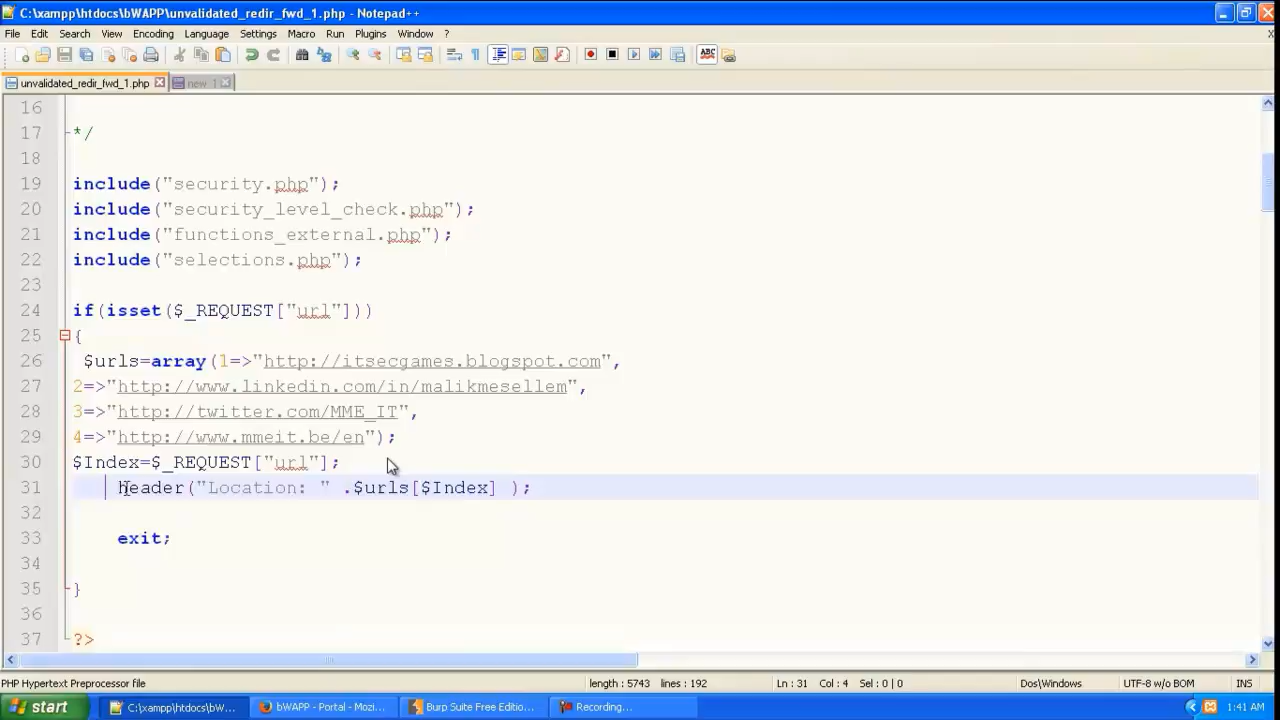 C:\xampp\htdocs\bWAPP\unvalidated_redir_fwd_1.php - Notepad++
File Edit Search View Encoding Language Settings Macro Run Plugins Window ? X
unvalidated_redir_fwd_1.php new 1
16
17 */
18
19 include("security.php");
20 include("security_level_check.php");
21 include("functions_external.php");
22 include("selections.php");
23
24 if(isset($_REQUEST["url"]))
25 {
26 $urls=array(1=>"http://itsecgames.blogspot.com",
27 2=>"http://www.linkedin.com/in/malikmesellem",
28 3=>"http://twitter.com/MME_IT",
29 4=>"http://www.mmeit.be/en");
30 $Index=$_REQUEST["url"];
31 header("Location: " .$urls[$Index] );
32
33 exit;
34
35 }
36
37 ?>
PHP Hypertext Preprocessor file length : 5743 lines : 192 Ln : 31 Col : 4 Sel : 0 | 0 Dos\Windows UTF-8 w/o BOM INS
start C:\xampp\htdocs\bW... bWAPP - Portal - Mozi... Burp Suite Free Edition... Recording... 1:41 AM